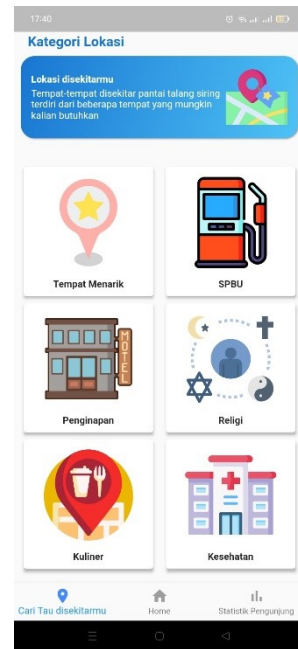 17:40
Kategori Lokasi
Lokasi disekitarmu
Tempat-tempat disekitar pantai talang siring
terdiri dari beberapa tempat yang mungkin
kalian butuhkan
Tempat Menarik
SPBU
MOTEL
Penginapan
Religi
Kuliner
Kesehatan
Cari Tau disekitarmu
Home
Statistik Pengunjung